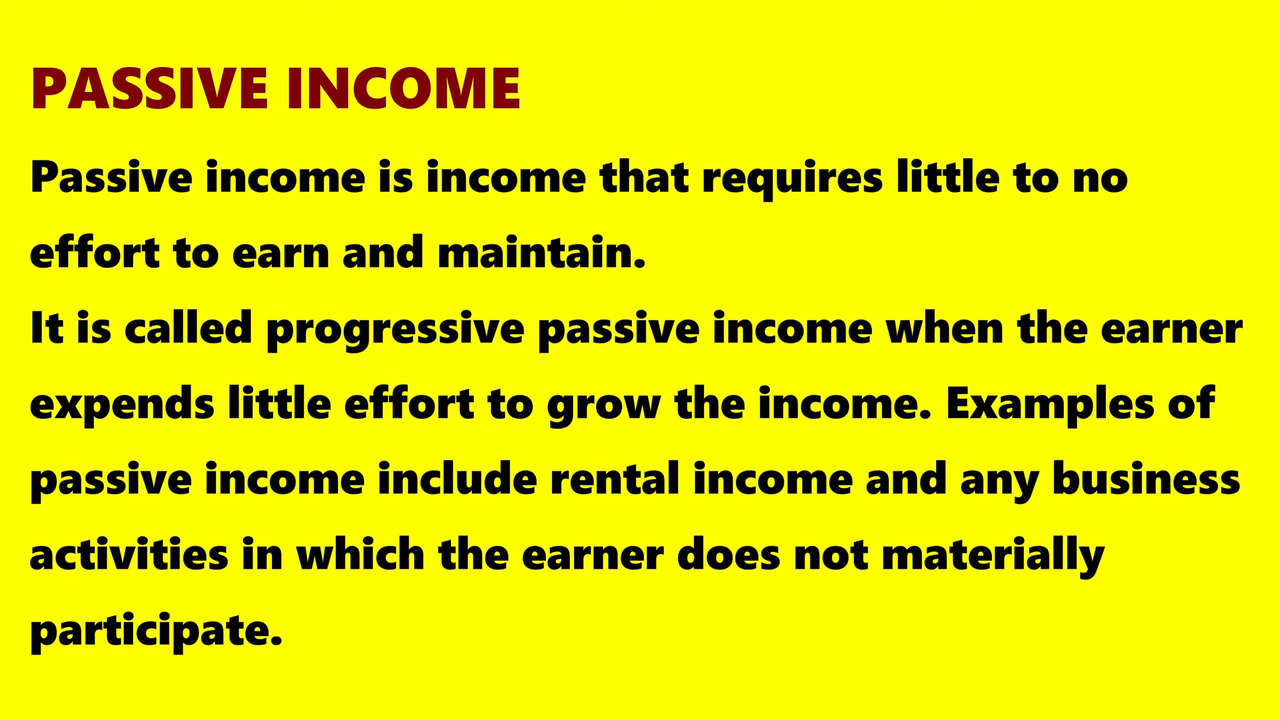 PASSIVE INCOME
Passive income is income that requires little to no
effort to earn and maintain.
It is called progressive passive income when the earner
expends little effort to grow the income. Examples of
passive income include rental income and any business
activities in which the earner does not materially
participate.